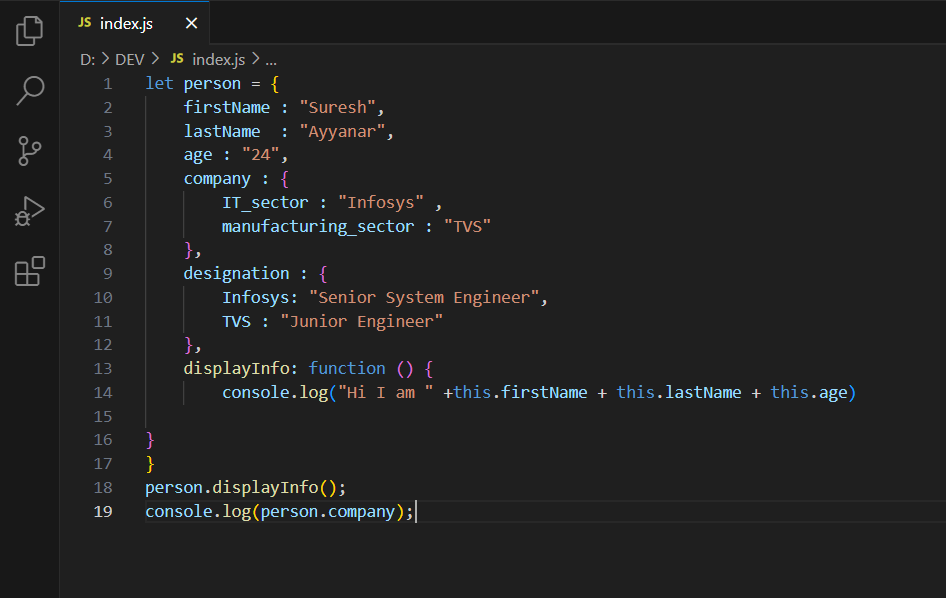 JS index.js ×
D: > DEV > JS index.js > ...
1 let person = {
2     firstName : "Suresh",
3     lastName  : "Ayyanar",
4     age : "24",
5     company : {
6         IT_sector : "Infosys" ,
7         manufacturing_sector : "TVS"
8     },
9     designation : {
10         Infosys: "Senior System Engineer",
11         TVS : "Junior Engineer"
12     },
13     displayInfo: function () {
14         console.log("Hi I am " +this.firstName + this.lastName + this.age)
15
16 }
17 }
18 person.displayInfo();
19 console.log(person.company);